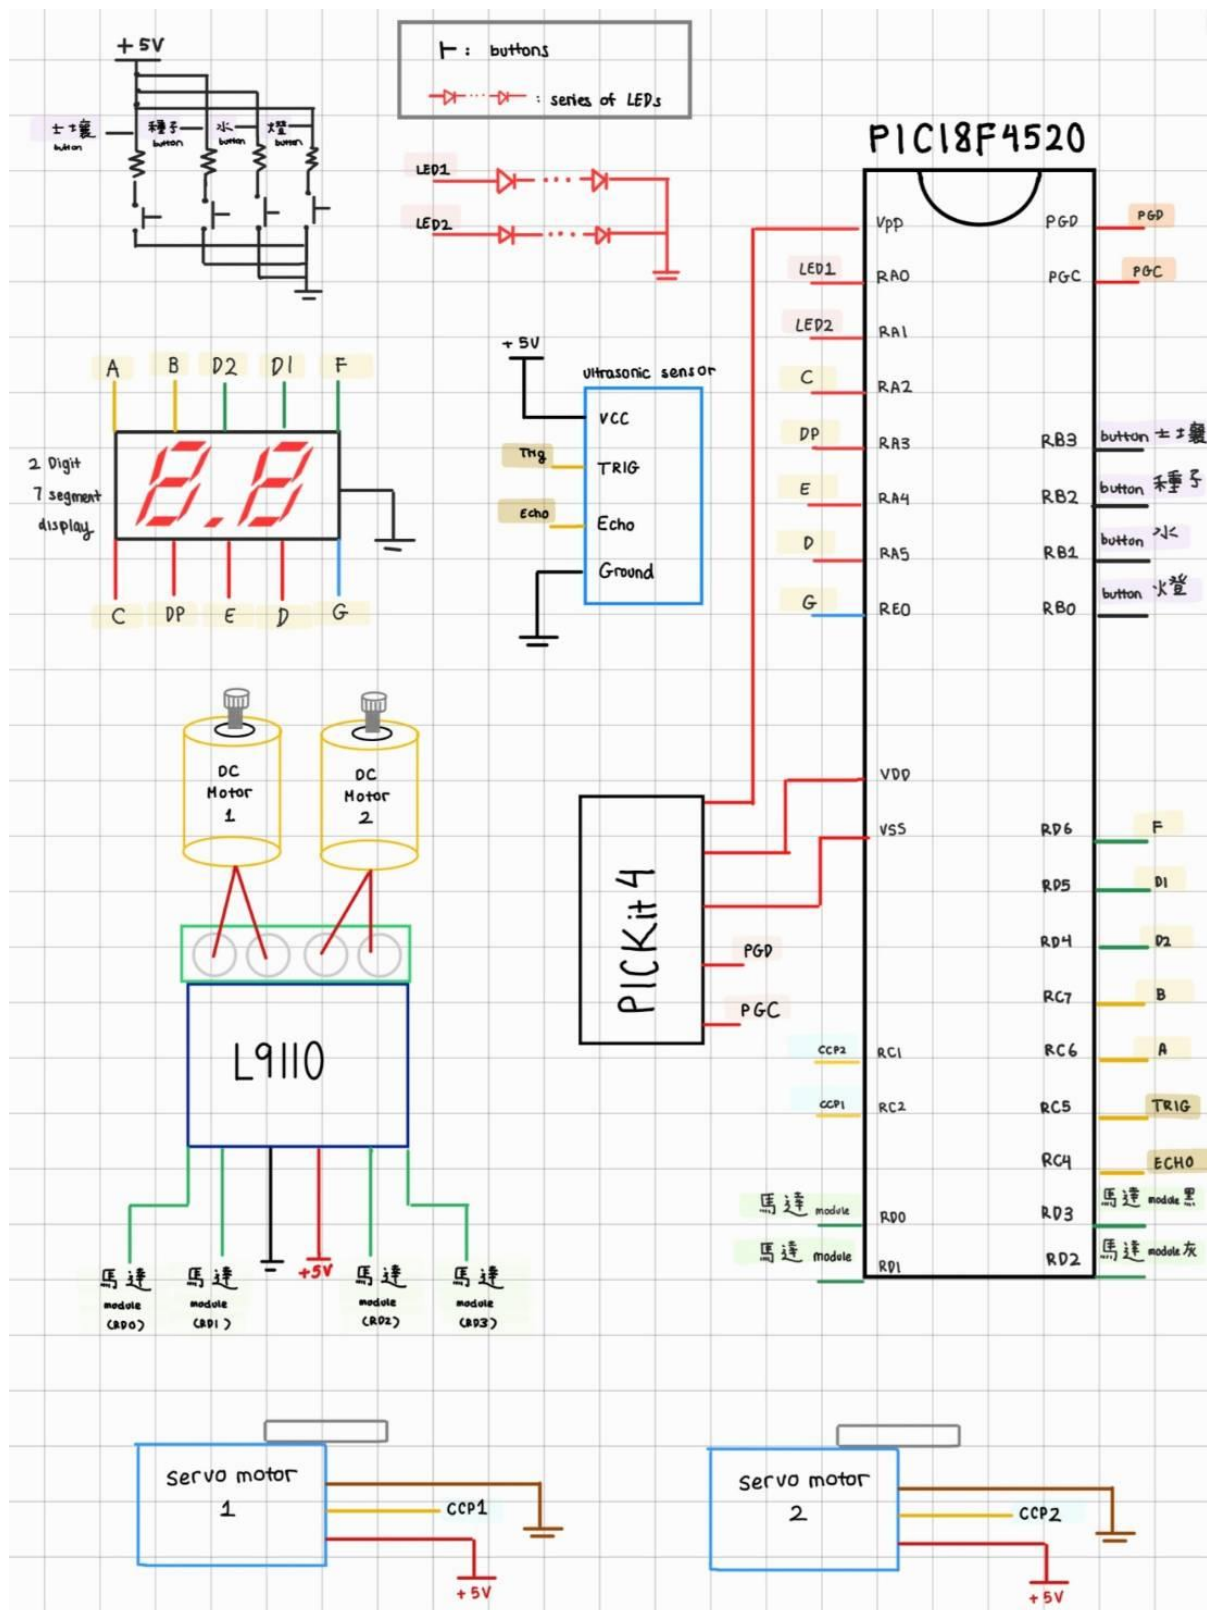 +5V
土壤
button
種子
button
水
button
燈
button
: buttons
: series of LEDs
LED1
LED2
A
B
D2
D1
F
2 Digit
7 segment
display
C
DP
E
D
G
+5V
ultrasonic sensor
VCC
Trig
TRIG
Echo
Echo
Ground
DC
Motor
1
DC
Motor
2
L9110
馬達
module
(RD0)
馬達
module
(RD1)
+5V
馬達
module
(RD2)
馬達
module
(RD3)
PICKit 4
PGD
PGC
PIC18F4520
VPP
LED1
RA0
LED2
RA1
C
RA2
DP
RA3
E
RA4
D
RA5
G
RE0
VDD
VSS
CCP2
RC1
CCP1
RC2
馬達 module
RD0
馬達 module
RD1
PGD
PGD
PGC
PGC
RB3
button 土壤
RB2
button 種子
RB1
button 水
RB0
button 燈
RD6
F
RD5
D1
RD4
D2
RC7
B
RC6
A
RC5
TRIG
RC4
ECHO
RD3
馬達 module 黑
RD2
馬達 module 灰
servo motor
1
CCP1
+5V
servo motor
2
CCP2
+5V